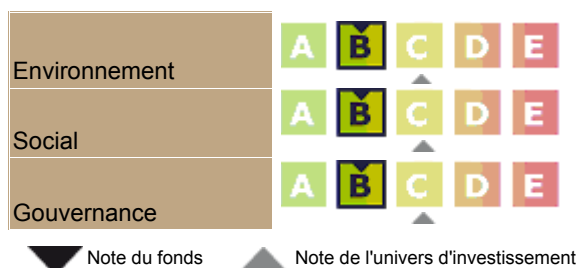 A B C D E
Environnement
A B C D E
Social
A B C D E
Gouvernance
Note du fonds Note de l'univers d'investissement